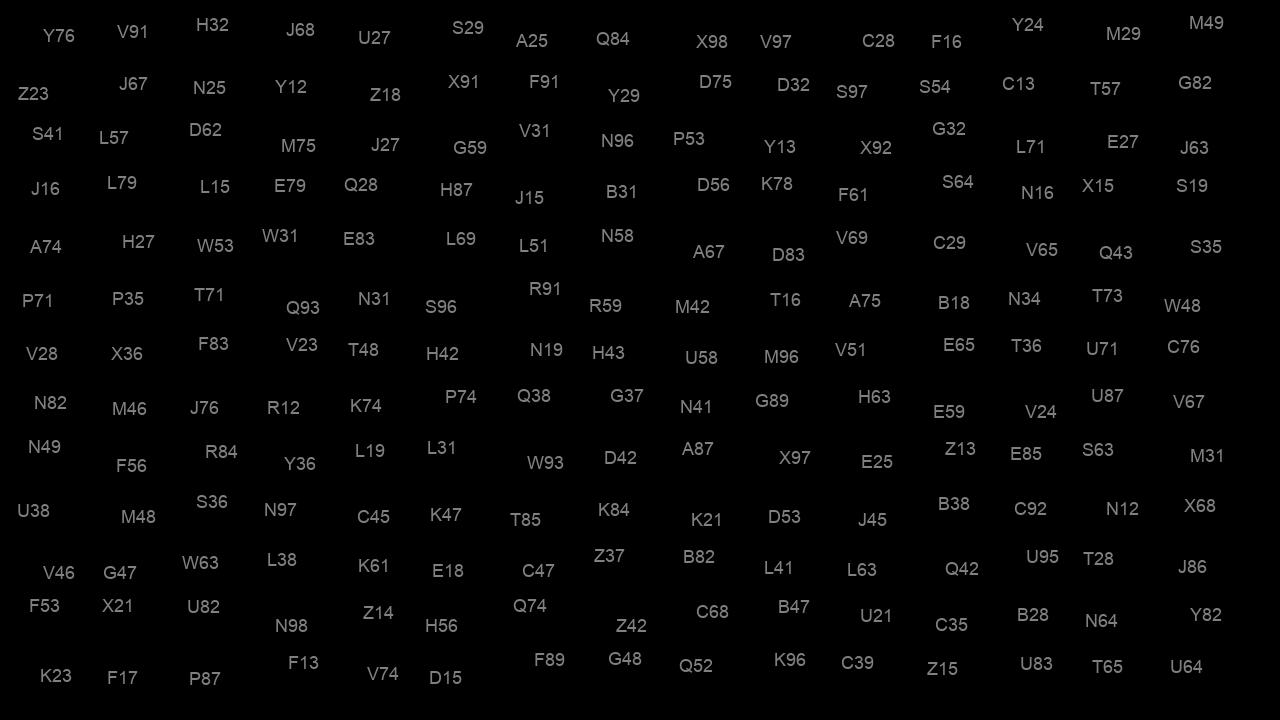 Y76 V91 H32 J68 U27 S29 A25 Q84 X98 V97 C28 F16 Y24 M29 M49
Z23 J67 N25 Y12 Z18 X91 F91 Y29 D75 D32 S97 S54 C13 T57 G82
S41 L57 D62 M75 J27 G59 V31 N96 P53 Y13 X92 G32 L71 E27 J63
J16 L79 L15 E79 Q28 H87 J15 B31 D56 K78 F61 S64 N16 X15 S19
A74 H27 W53 W31 E83 L69 L51 N58 A67 D83 V69 C29 V65 Q43 S35
P71 P35 T71 Q93 N31 S96 R91 R59 M42 T16 A75 B18 N34 T73 W48
V28 X36 F83 V23 T48 H42 N19 H43 U58 M96 V51 E65 T36 U71 C76
N82 M46 J76 R12 K74 P74 Q38 G37 N41 G89 H63 E59 V24 U87 V67
N49 F56 R84 Y36 L19 L31 W93 D42 A87 X97 E25 Z13 E85 S63 M31
U38 M48 S36 N97 C45 K47 T85 K84 K21 D53 J45 B38 C92 N12 X68
V46 G47 W63 L38 K61 E18 C47 Z37 B82 L41 L63 Q42 U95 T28 J86
F53 X21 U82 N98 Z14 H56 Q74 Z42 C68 B47 U21 C35 B28 N64 Y82
K23 F17 P87 F13 V74 D15 F89 G48 Q52 K96 C39 Z15 U83 T65 U64